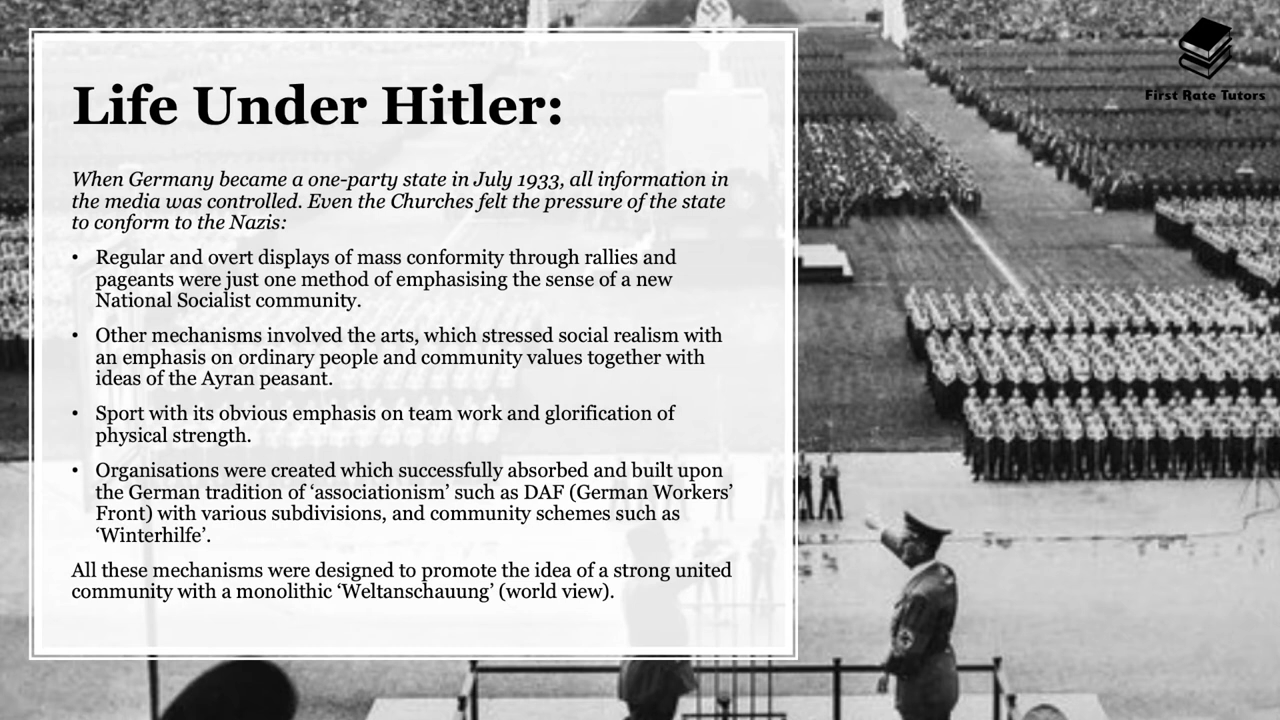 Life Under Hitler:
First Rate Tutors
When Germany became a one-party state in July 1933, all information in
the media was controlled. Even the Churches felt the pressure of the state
to conform to the Nazis:
• Regular and overt displays of mass conformity through rallies and
pageants were just one method of emphasising the sense of a new
National Socialist community.
• Other mechanisms involved the arts, which stressed social realism with
an emphasis on ordinary people and community values together with
ideas of the Ayran peasant.
• Sport with its obvious emphasis on team work and glorification of
physical strength.
• Organisations were created which successfully absorbed and built upon
the German tradition of ‘associationism’ such as DAF (German Workers’
Front) with various subdivisions, and community schemes such as
‘Winterhilfe’.
All these mechanisms were designed to promote the idea of a strong united
community with a monolithic ‘Weltanschauung’ (world view).